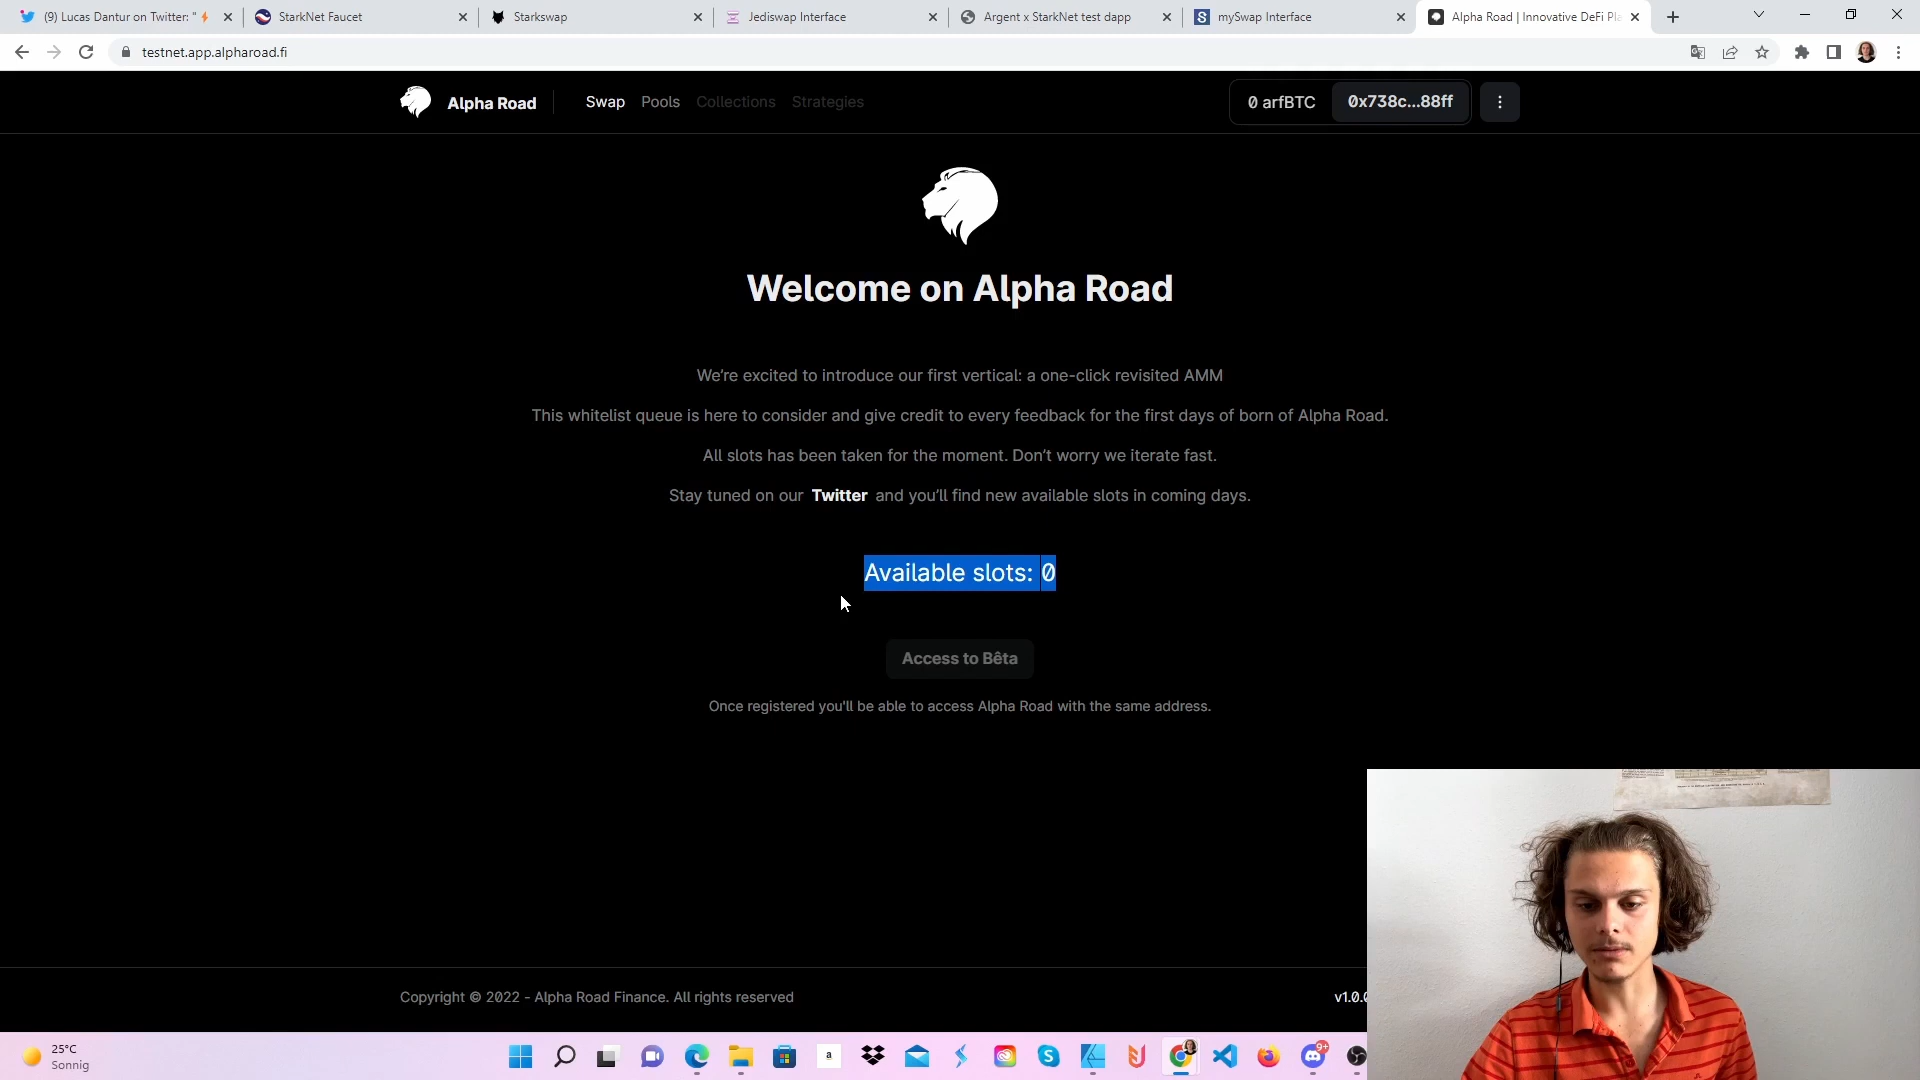 (9) Lucas Dantur on Twitter: "
StarkNet Faucet
Starkswap
Jediswap Interface
Argent x StarkNet test dapp
mySwap Interface
Alpha Road | Innovative DeFi Pla
testnet.app.alpharoad.fi
Alpha Road
Swap
Pools
Collections
Strategies
0 arfBTC
0x738c...88ff
Welcome on Alpha Road
We're excited to introduce our first vertical: a one-click revisited AMM
This whitelist queue is here to consider and give credit to every feedback for the first days of born of Alpha Road.
All slots has been taken for the moment. Don't worry we iterate fast.
Stay tuned on our Twitter and you'll find new available slots in coming days.
Available slots: 0
Access to Bêta
Once registered you'll be able to access Alpha Road with the same address.
Copyright © 2022 - Alpha Road Finance. All rights reserved
v1.0.0
25°C
Sonnig
a
9+